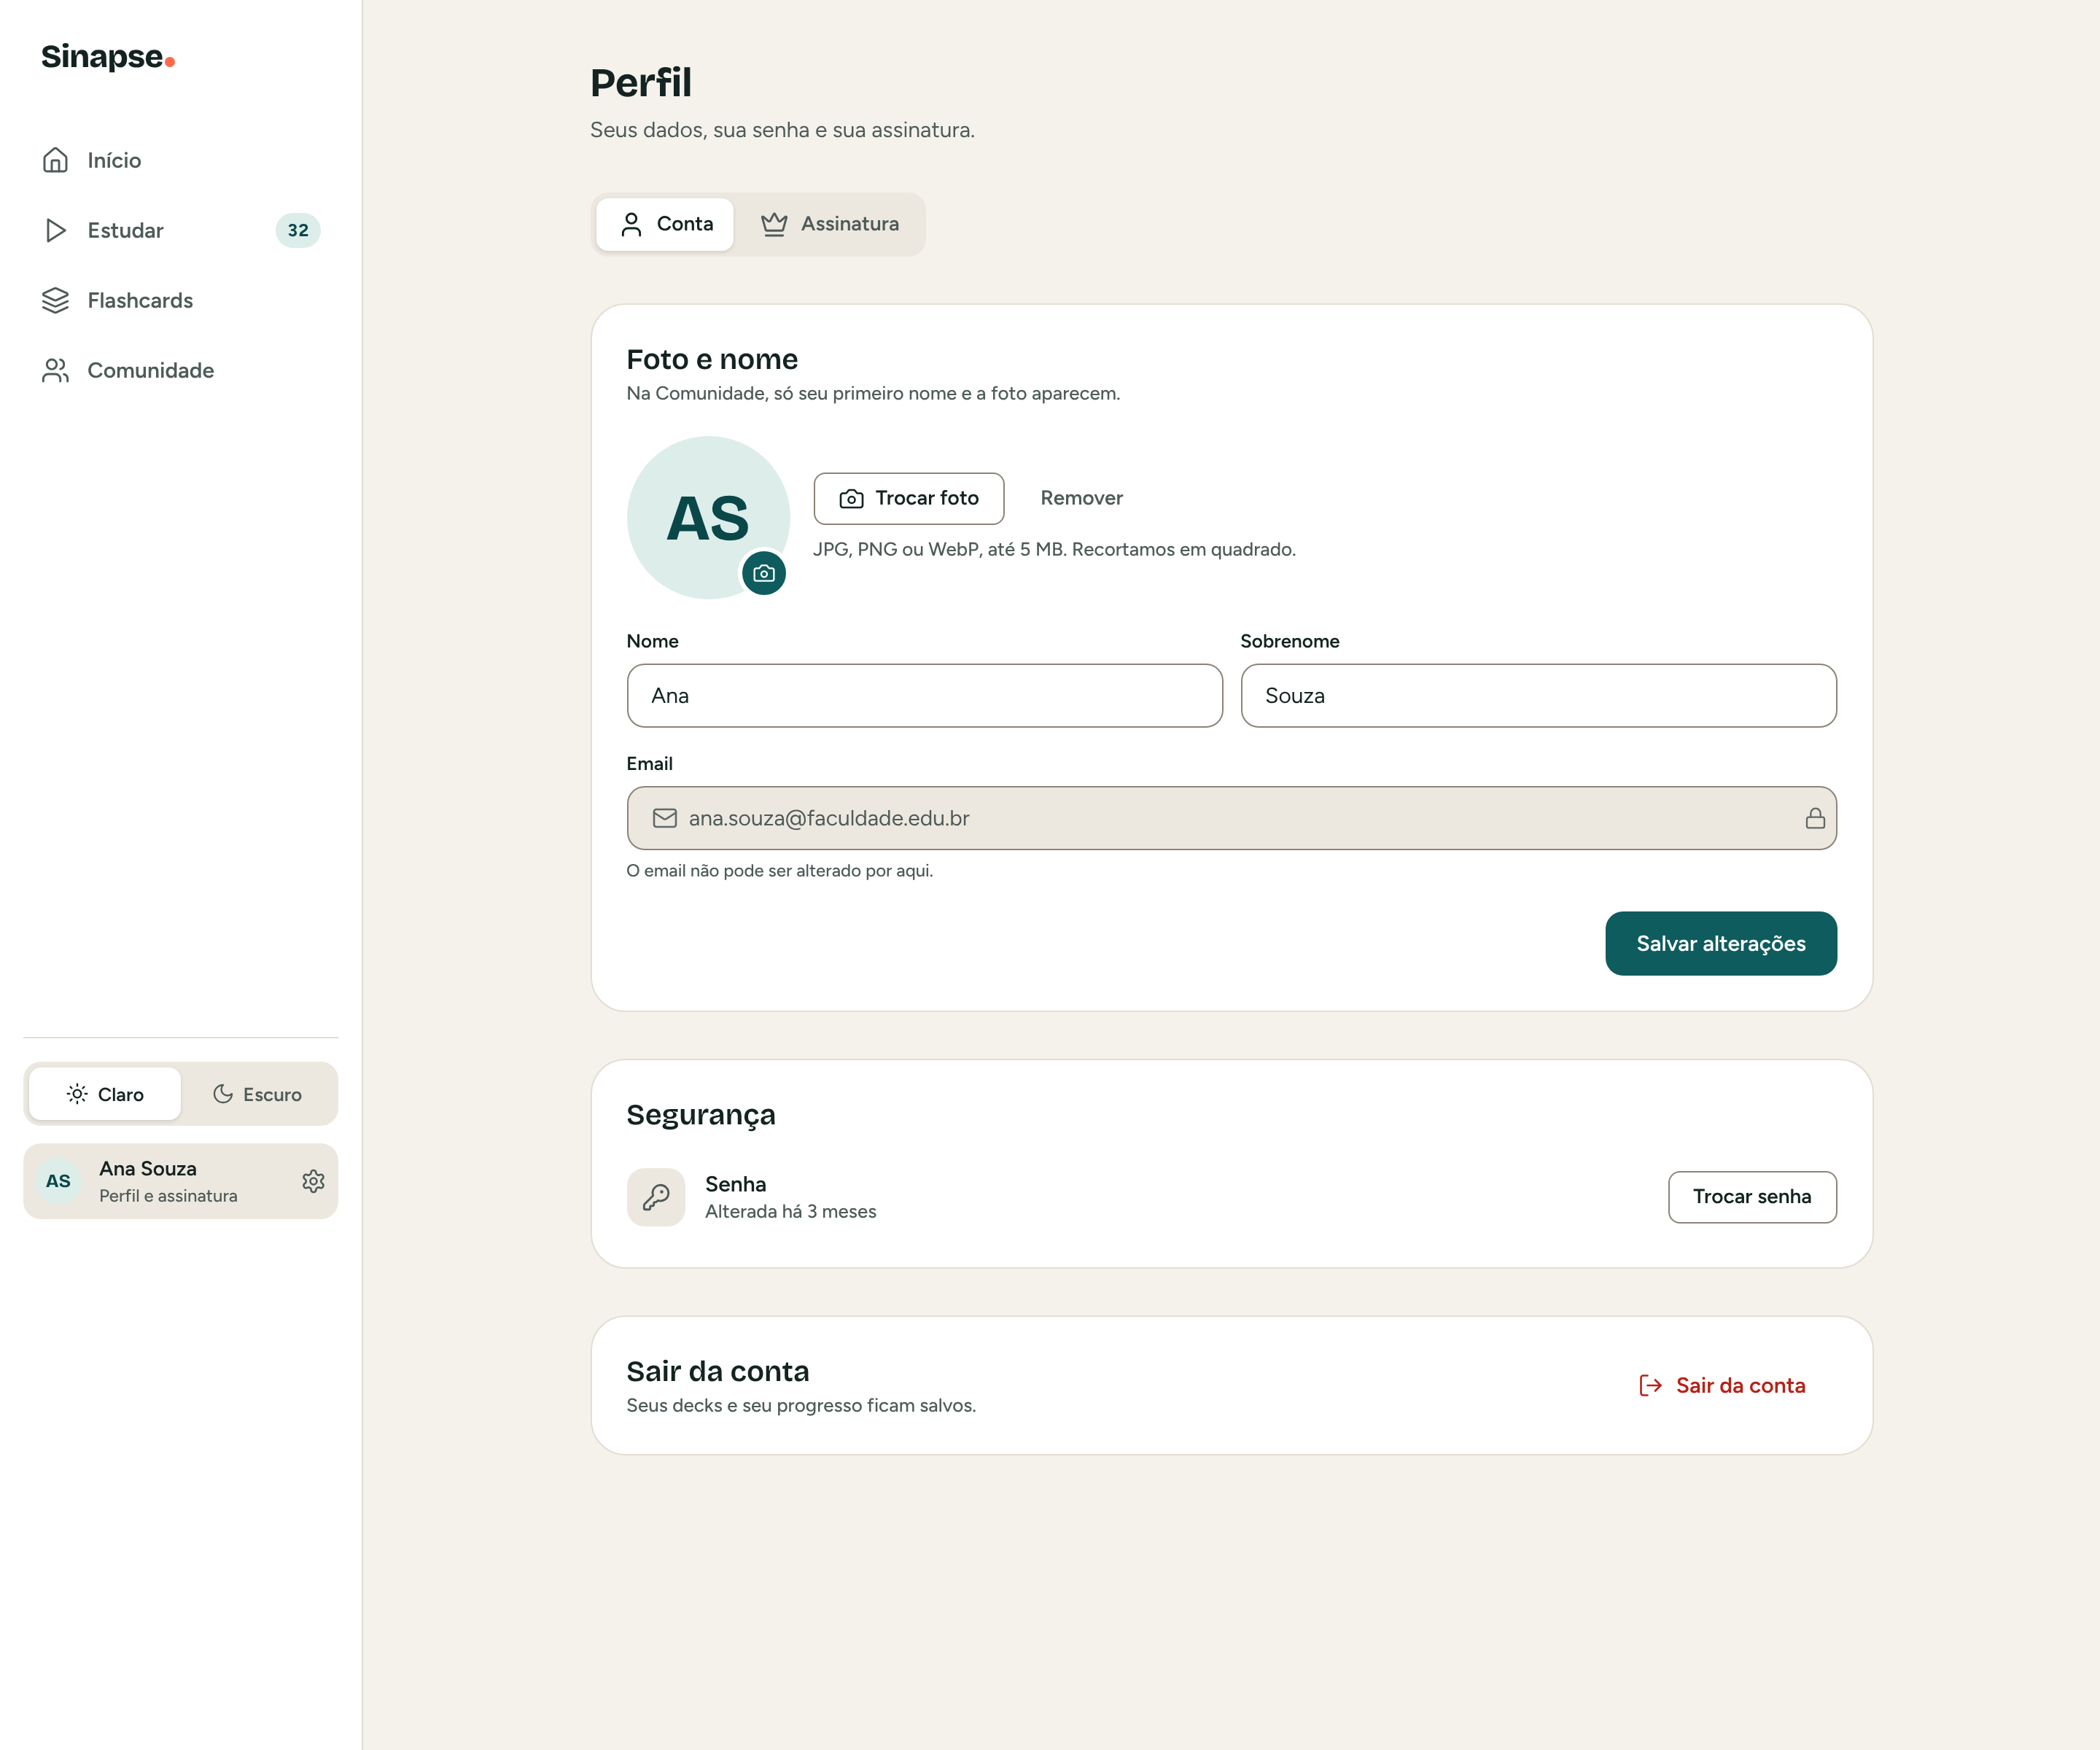 Sinapse.
Início
Estudar
32
Flashcards
Comunidade
Claro
Escuro
AS
Ana Souza
Perfil e assinatura
Perfil
Seus dados, sua senha e sua assinatura.
Conta
Assinatura
Foto e nome
Na Comunidade, só seu primeiro nome e a foto aparecem.
AS
Trocar foto
Remover
JPG, PNG ou WebP, até 5 MB. Recortamos em quadrado.
Nome
Sobrenome
Ana
Souza
Email
ana.souza@faculdade.edu.br
O email não pode ser alterado por aqui.
Salvar alterações
Segurança
Senha
Alterada há 3 meses
Trocar senha
Sair da conta
Seus decks e seu progresso ficam salvos.
Sair da conta